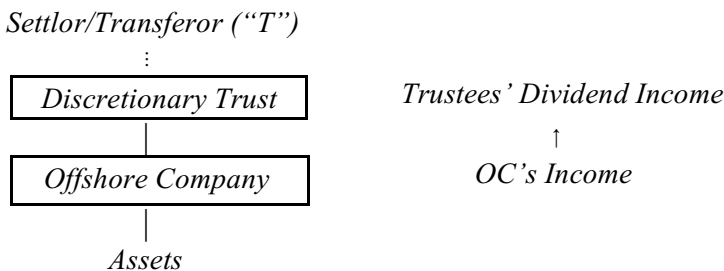 Settlor/Transferor (“T”)
⋮
Discretionary Trust
Trustees’ Dividend Income
↑
Offshore Company
OC’s Income
Assets